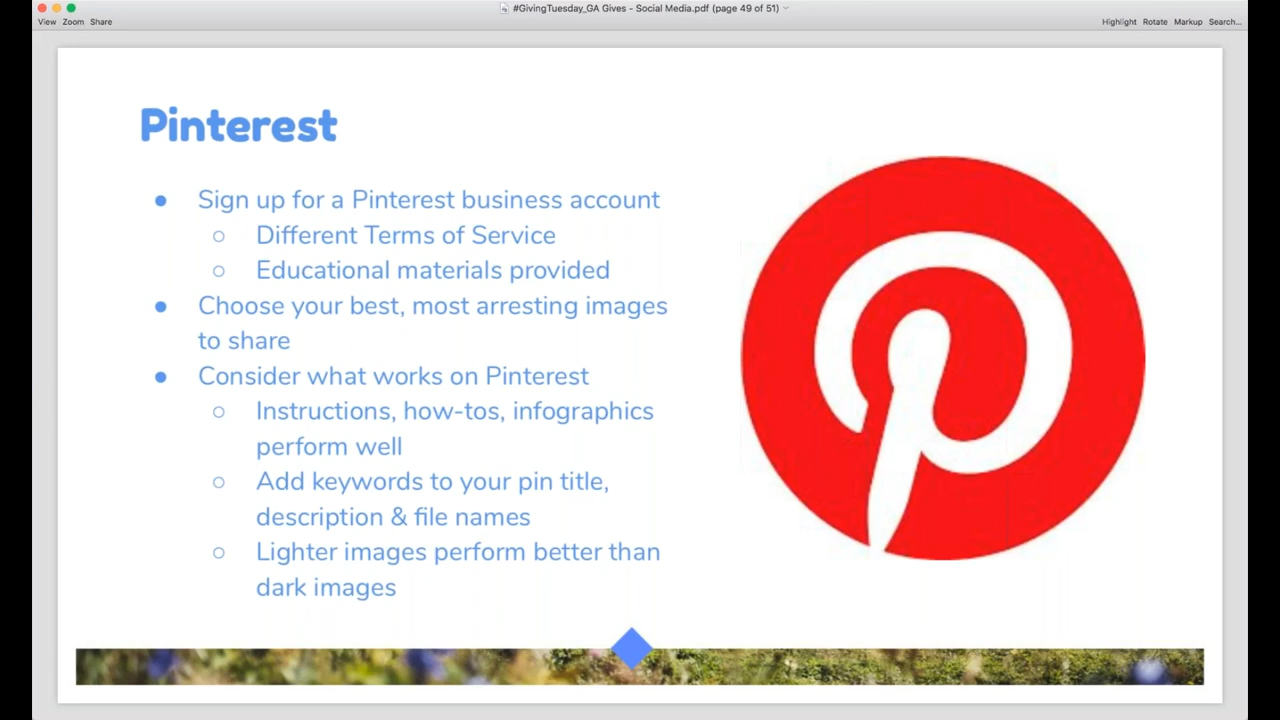 #GivingTuesday_GA Gives - Social Media.pdf (page 49 of 51)
View Zoom Share
Highlight Rotate Markup Search...
Pinterest
● Sign up for a Pinterest business account
○ Different Terms of Service
○ Educational materials provided
● Choose your best, most arresting images
to share
● Consider what works on Pinterest
○ Instructions, how-tos, infographics
perform well
○ Add keywords to your pin title,
description & file names
○ Lighter images perform better than
dark images